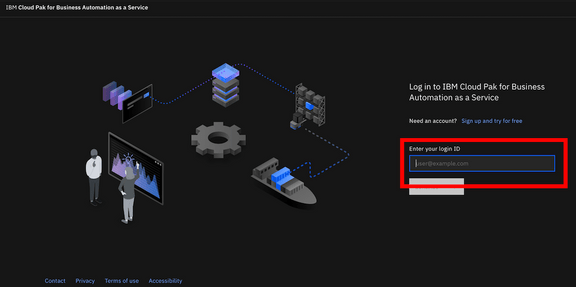 IBM Cloud Pak for Business Automation as a Service
Log in to IBM Cloud Pak for Business
Automation as a Service
Need an account? Sign up and try for free
Enter your login ID
user@example.com
Contact Privacy Terms of use Accessibility